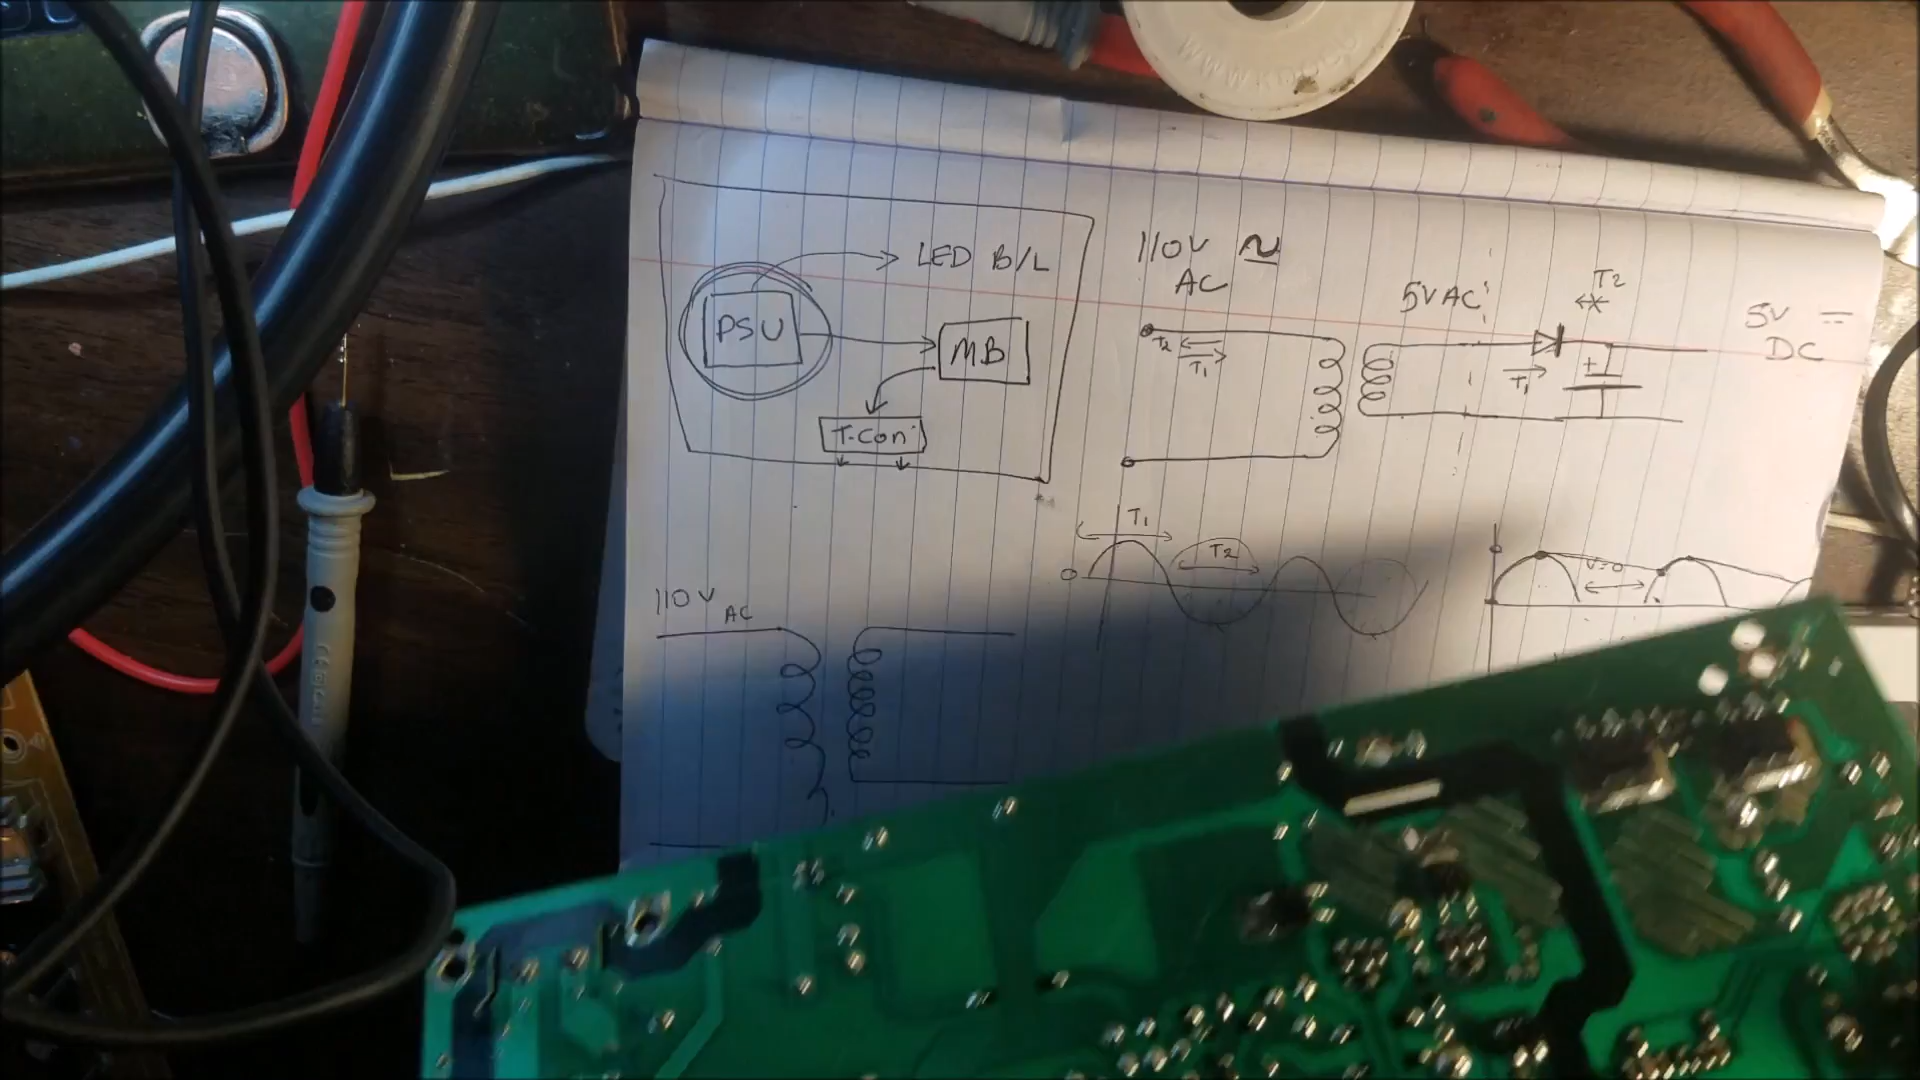 LED B/L
PSU
MB
T-con
110V
AC
5VAC
T2
5V
DC
T2
T1
T1
+
T1
T2
V=0
110V AC